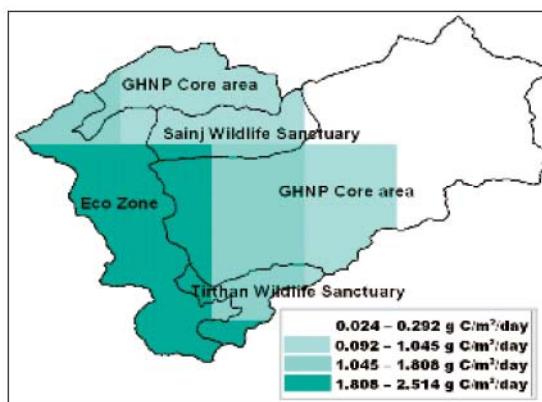 GHNP Core area
Sainj Wildlife Sanctuary
Eco Zone
GHNP Core area
Tirthan Wildlife Sanctuary
0.024 – 0.292 g C/m²/day
0.092 – 1.045 g C/m²/day
1.045 – 1.808 g C/m²/day
1.808 – 2.514 g C/m²/day